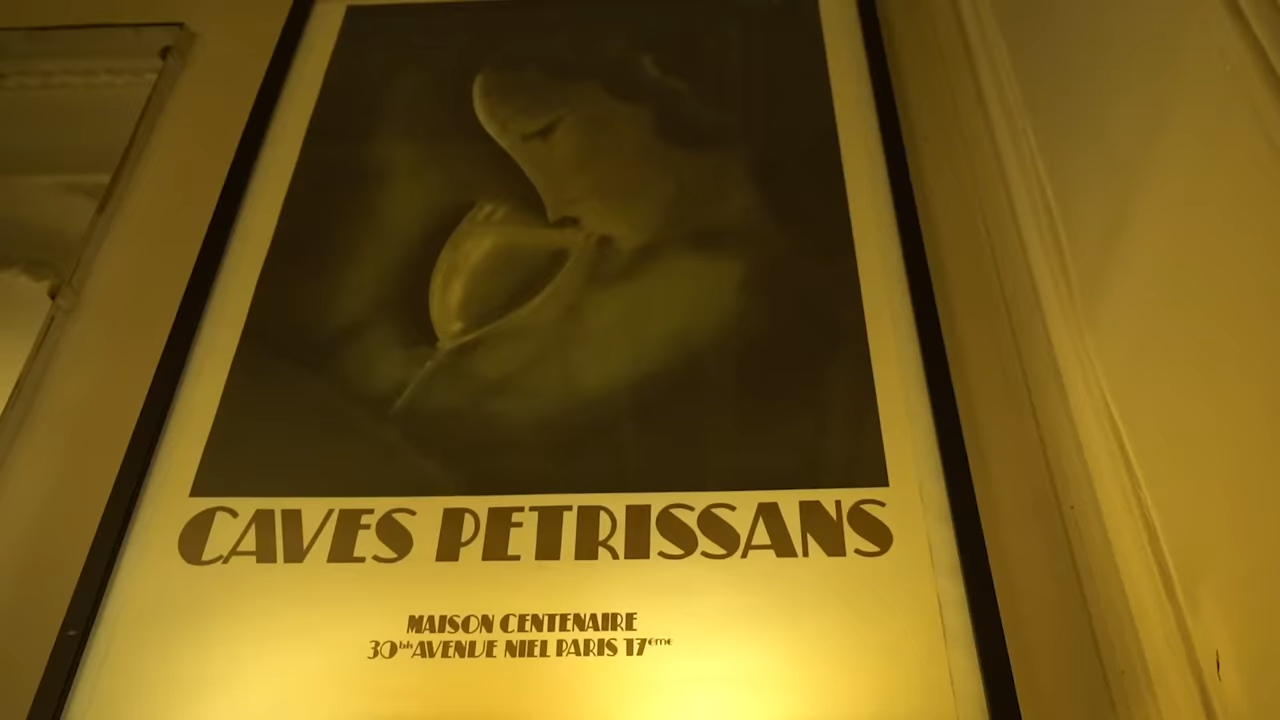 CAVES PETRISSANS
MAISON CENTENAIRE
30bis AVENUE NIEL PARIS 17ème